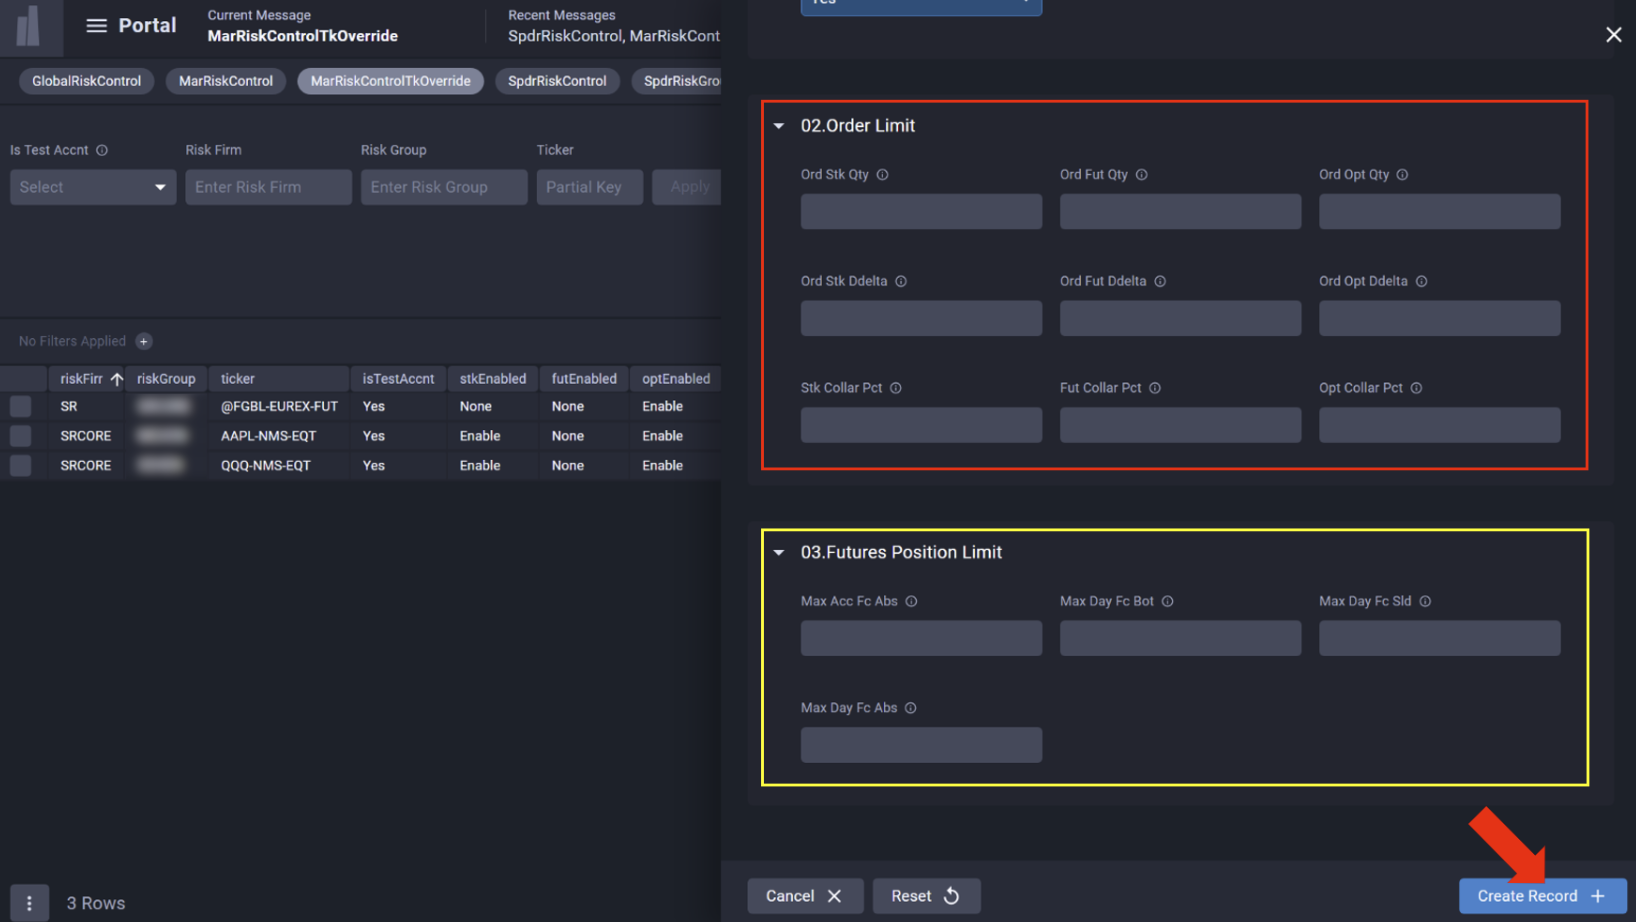 Portal
Current Message
MarRiskControlTkOverride
Recent Messages
SpdrRiskControl, MarRiskCont
GlobalRiskControl
MarRiskControl
MarRiskControlTkOverride
SpdrRiskControl
SpdrRiskGrou
Is Test Accnt
Risk Firm
Risk Group
Ticker
Select
Enter Risk Firm
Enter Risk Group
Partial Key
Apply
No Filters Applied
riskFirr riskGroup ticker isTestAccnt stkEnabled futEnabled optEnabled
SR @FGBL-EUREX-FUT Yes None None Enable
SRCORE AAPL-NMS-EQT Yes Enable None Enable
SRCORE QQQ-NMS-EQT Yes Enable None Enable
3 Rows
Yes
02.Order Limit
Ord Stk Qty Ord Fut Qty Ord Opt Qty
Ord Stk Ddelta Ord Fut Ddelta Ord Opt Ddelta
Stk Collar Pct Fut Collar Pct Opt Collar Pct
03.Futures Position Limit
Max Acc Fc Abs Max Day Fc Bot Max Day Fc Sld
Max Day Fc Abs
Cancel Reset Create Record